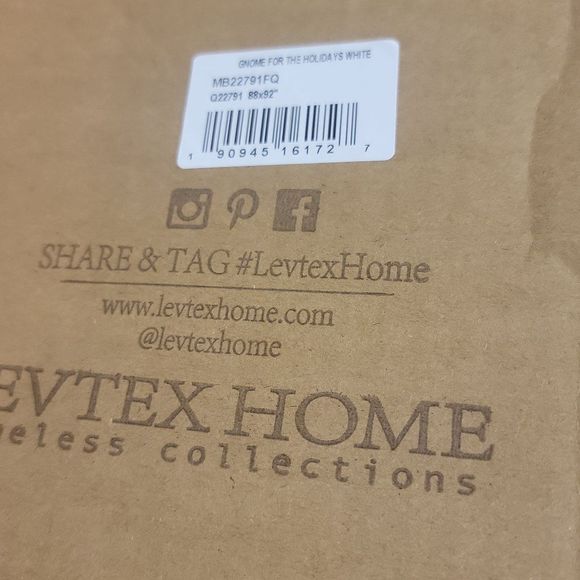 GNOME FOR THE HOLIDAYS WHITE
MB22791FQ
Q22791 88x92"
1 90945 16172 7
SHARE & TAG #LevtexHome
www.levtexhome.com
@levtexhome
EVTEX HOME
eless collections